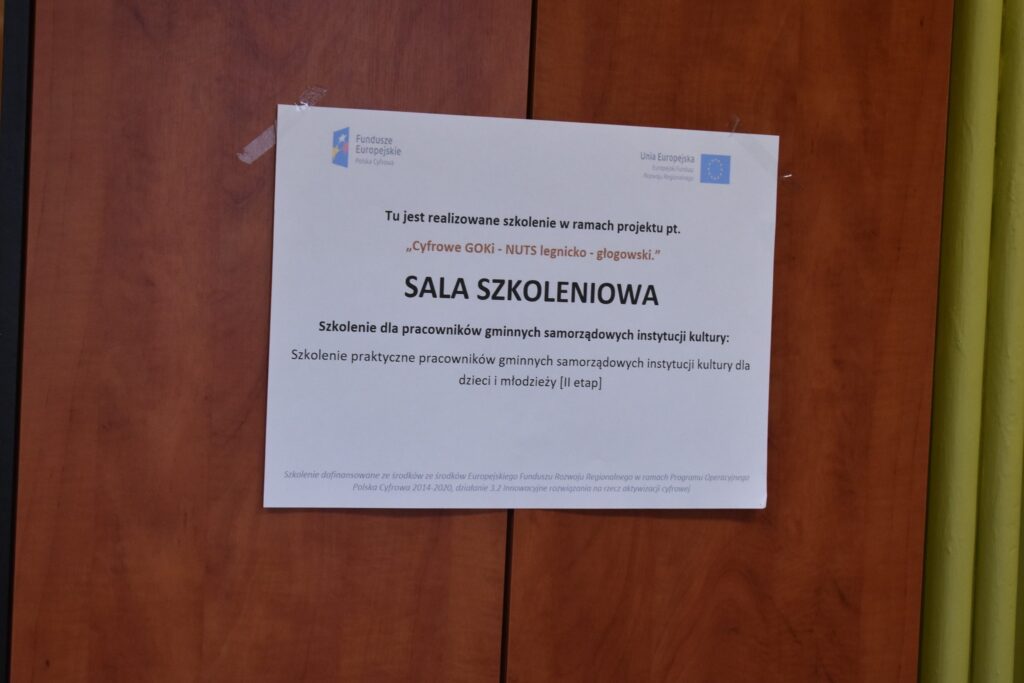 Fundusze
Europejskie
Polska Cyfrowa
Unia Europejska
Europejski Fundusz
Rozwoju Regionalnego
Tu jest realizowane szkolenie w ramach projektu pt.
„Cyfrowe GOKi - NUTS legnicko - głogowski.”
SALA SZKOLENIOWA
Szkolenie dla pracowników gminnych samorządowych instytucji kultury:
Szkolenie praktyczne pracowników gminnych samorządowych instytucji kultury dla
dzieci i młodzieży [II etap]
Szkolenie dofinansowane ze środków ze środków Europejskiego Funduszu Rozwoju Regionalnego w ramach Programu Operacyjnego
Polska Cyfrowa 2014-2020, działanie 3.2 Innowacyjne rozwiązania na rzecz aktywizacji cyfrowej